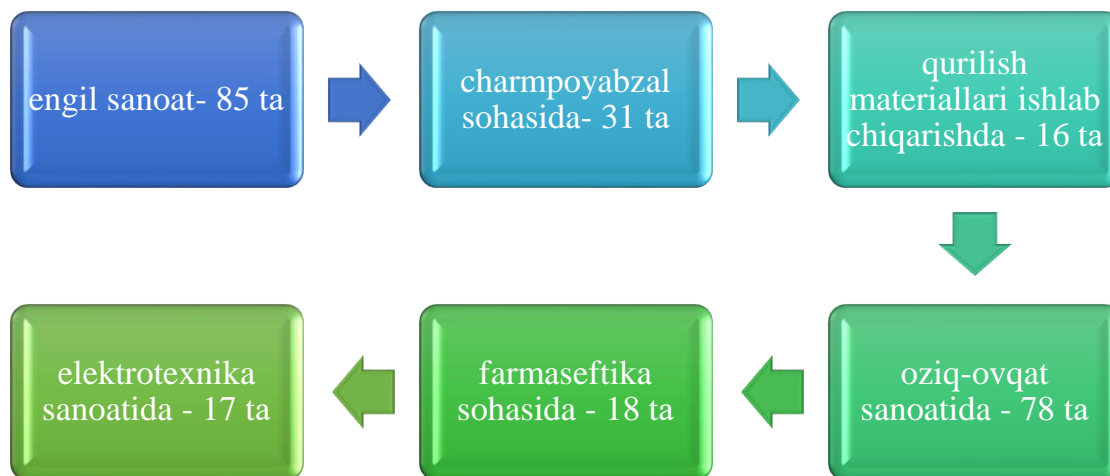 engil sanoat- 85 ta
charmpoyabzal
sohasida- 31 ta
qurilish
materiallari ishlab
chiqarishda - 16 ta
oziq-ovqat
sanoatida - 78 ta
farmaseftika
sohasida - 18 ta
elektrotexnika
sanoatida - 17 ta